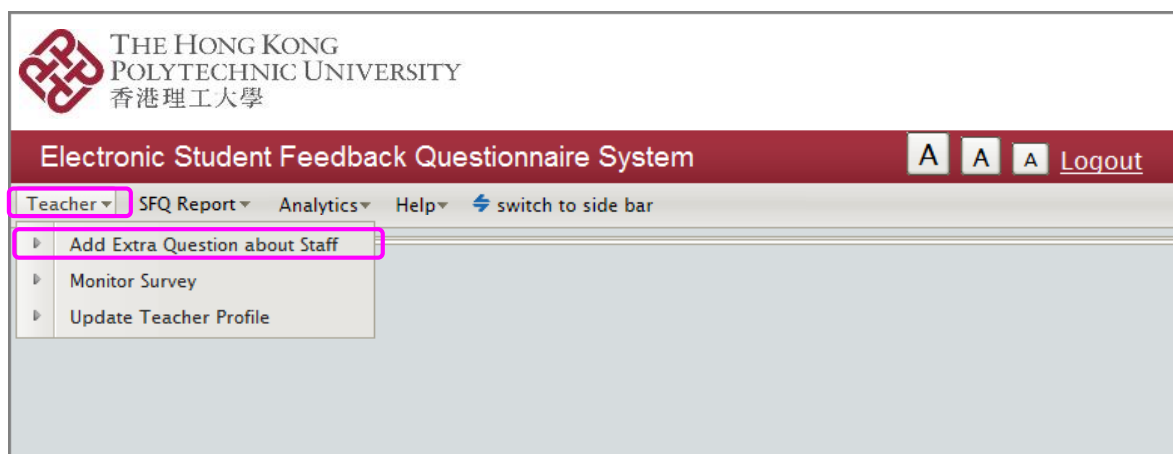 THE HONG KONG
POLYTECHNIC UNIVERSITY
香港理工大學
Electronic Student Feedback Questionnaire System A A A Logout
Teacher SFQ Report Analytics Help switch to side bar
Add Extra Question about Staff
Monitor Survey
Update Teacher Profile